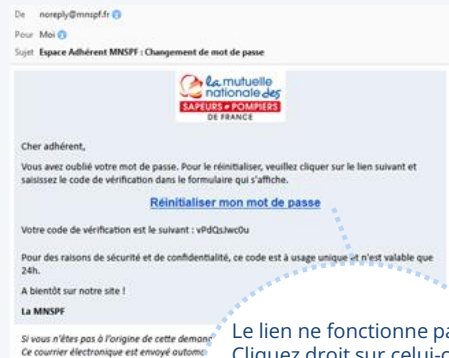 De noreply@mnspf.fr
Pour Moi
Sujet Espace Adhérent MNSPF : Changement de mot de passe
la mutuelle
nationale des
SAPEURS-POMPIERS
DE FRANCE
Cher adhérent,
Vous avez oublié votre mot de passe. Pour le réinitialiser, veuillez cliquer sur le lien suivant et
saisissez le code de vérification dans le formulaire qui s'affiche.
Réinitialiser mon mot de passe
Votre code de vérification est le suivant : vPdQsJwc0u
Pour des raisons de sécurité et de confidentialité, ce code est à usage unique et n'est valable que
24h.
A bientôt sur notre site !
La MNSPF
Si vous n'êtes pas à l'origine de cette deman
Ce courrier électronique est envoyé automa
Le lien ne fonctionne pa
Cliquez droit sur celui-c